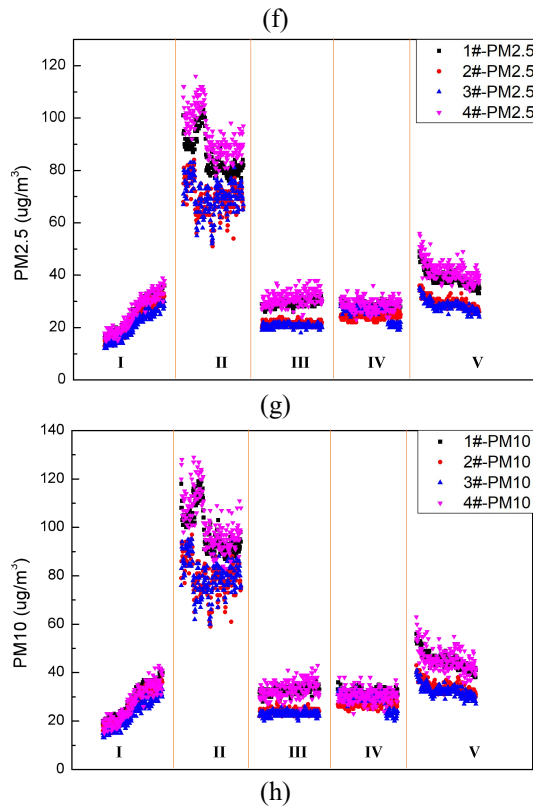 (f)
120
100
80
60
40
20
0
PM2.5 (ug/m³)
1#-PM2.5
2#-PM2.5
3#-PM2.5
4#-PM2.5
I II III IV V
(g)
140
120
100
80
60
40
20
0
PM10 (ug/m³)
1#-PM10
2#-PM10
3#-PM10
4#-PM10
I II III IV V
(h)